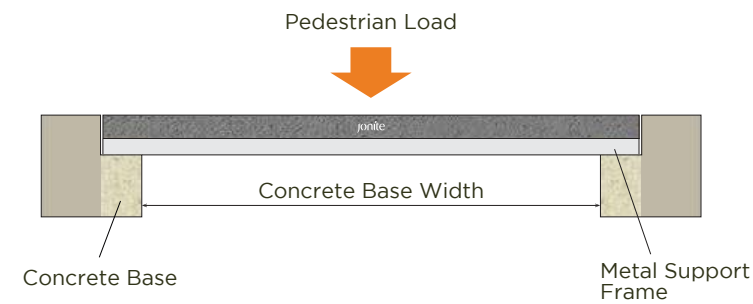 Pedestrian Load
jonite
Concrete Base Width
Concrete Base
Metal Support
Frame